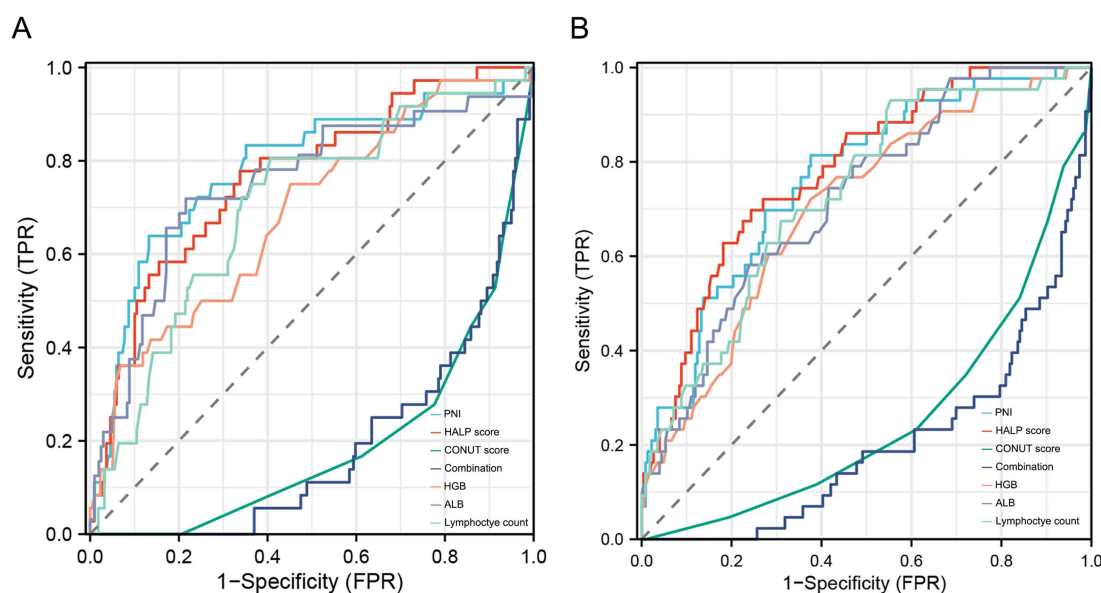 A
1.0
0.8
0.6
0.4
0.2
0.0
Sensitivity (TPR)
0.0 0.2 0.4 0.6 0.8 1.0
1−Specificity (FPR)
PNI
HALP score
CONUT score
Combination
HGB
ALB
Lymphoctye count
B
1.0
0.8
0.6
0.4
0.2
0.0
Sensitivity (TPR)
0.0 0.2 0.4 0.6 0.8 1.0
1−Specificity (FPR)
PNI
HALP score
CONUT score
Combination
HGB
ALB
Lymphoctye count